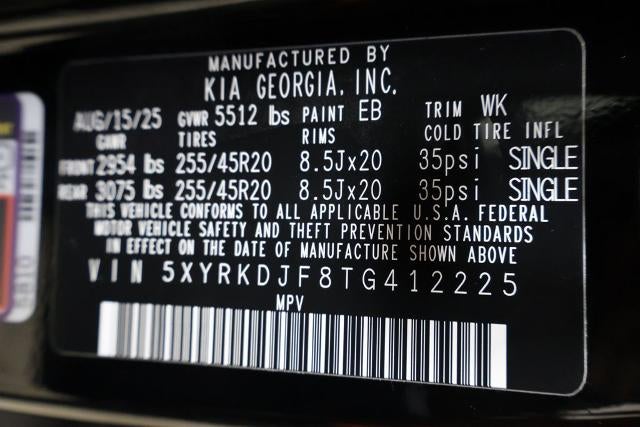 MANUFACTURED BY
KIA GEORGIA, INC.
AUG/15/25 GVWR 5512 lbs PAINT EB TRIM WK
GAWR TIRES RIMS COLD TIRE INFL
FRONT 2954 lbs 255/45R20 8.5Jx20 35psi SINGLE
REAR 3075 lbs 255/45R20 8.5Jx20 35psi SINGLE
THIS VEHICLE CONFORMS TO ALL APPLICABLE U.S.A. FEDERAL
MOTOR VEHICLE SAFETY AND THEFT PREVENTION STANDARDS
IN EFFECT ON THE DATE OF MANUFACTURE SHOWN ABOVE
VIN 5XYRKDJF8TG412225
MPV